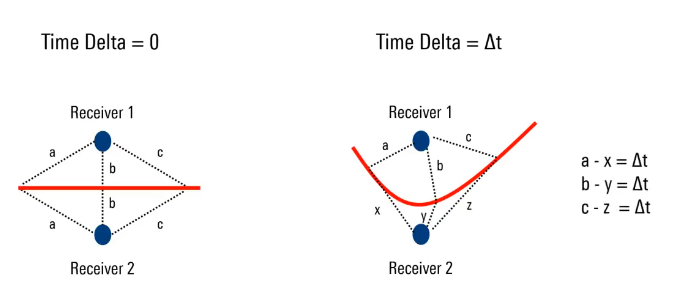 Time Delta = 0
Receiver 1
a
c
b
b
a
c
Receiver 2
Time Delta = Δt
Receiver 1
a
c
b
x
y
z
Receiver 2
a - x = Δt
b - y = Δt
c - z = Δt